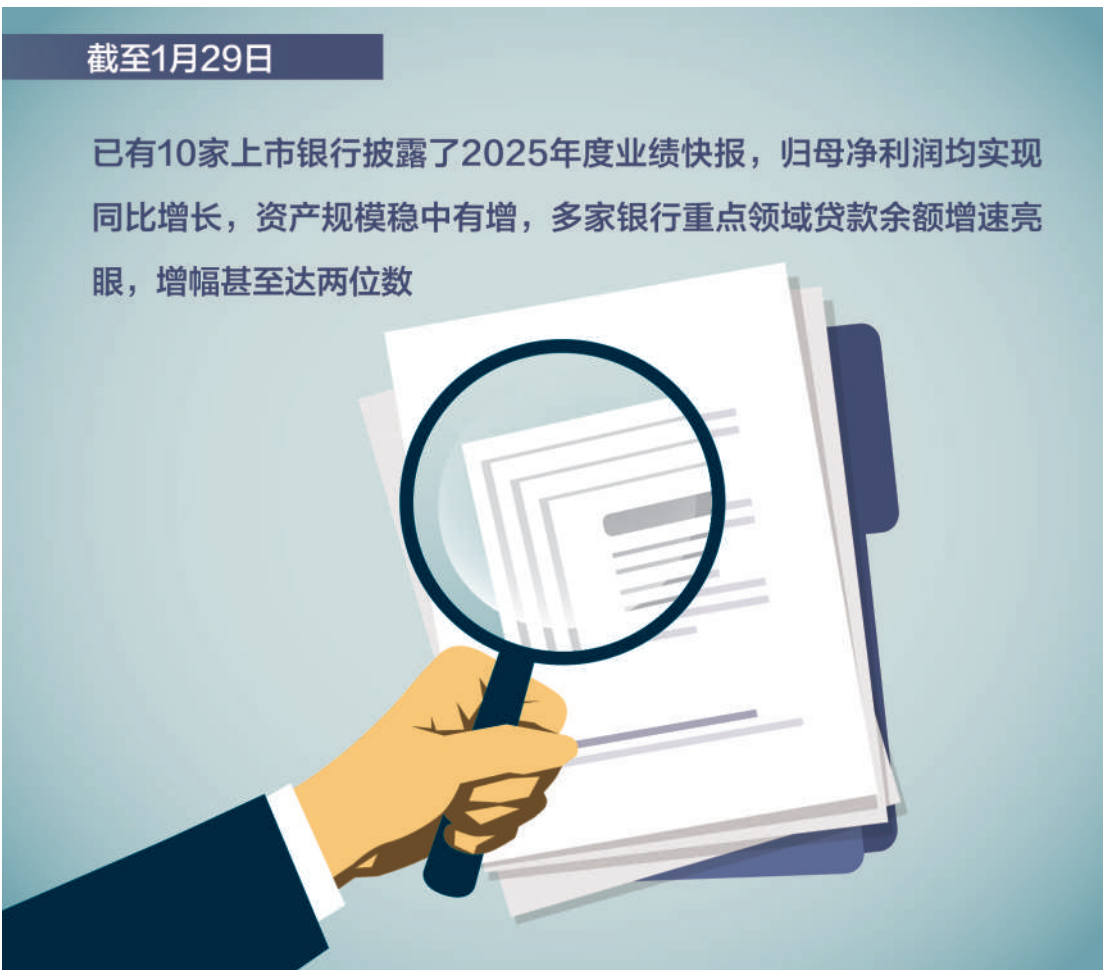 截至1月29日
已有10家上市银行披露了2025年度业绩快报，归母净利润均实现
同比增长，资产规模稳中有增，多家银行重点领域贷款余额增速亮
眼，增幅甚至达两位数